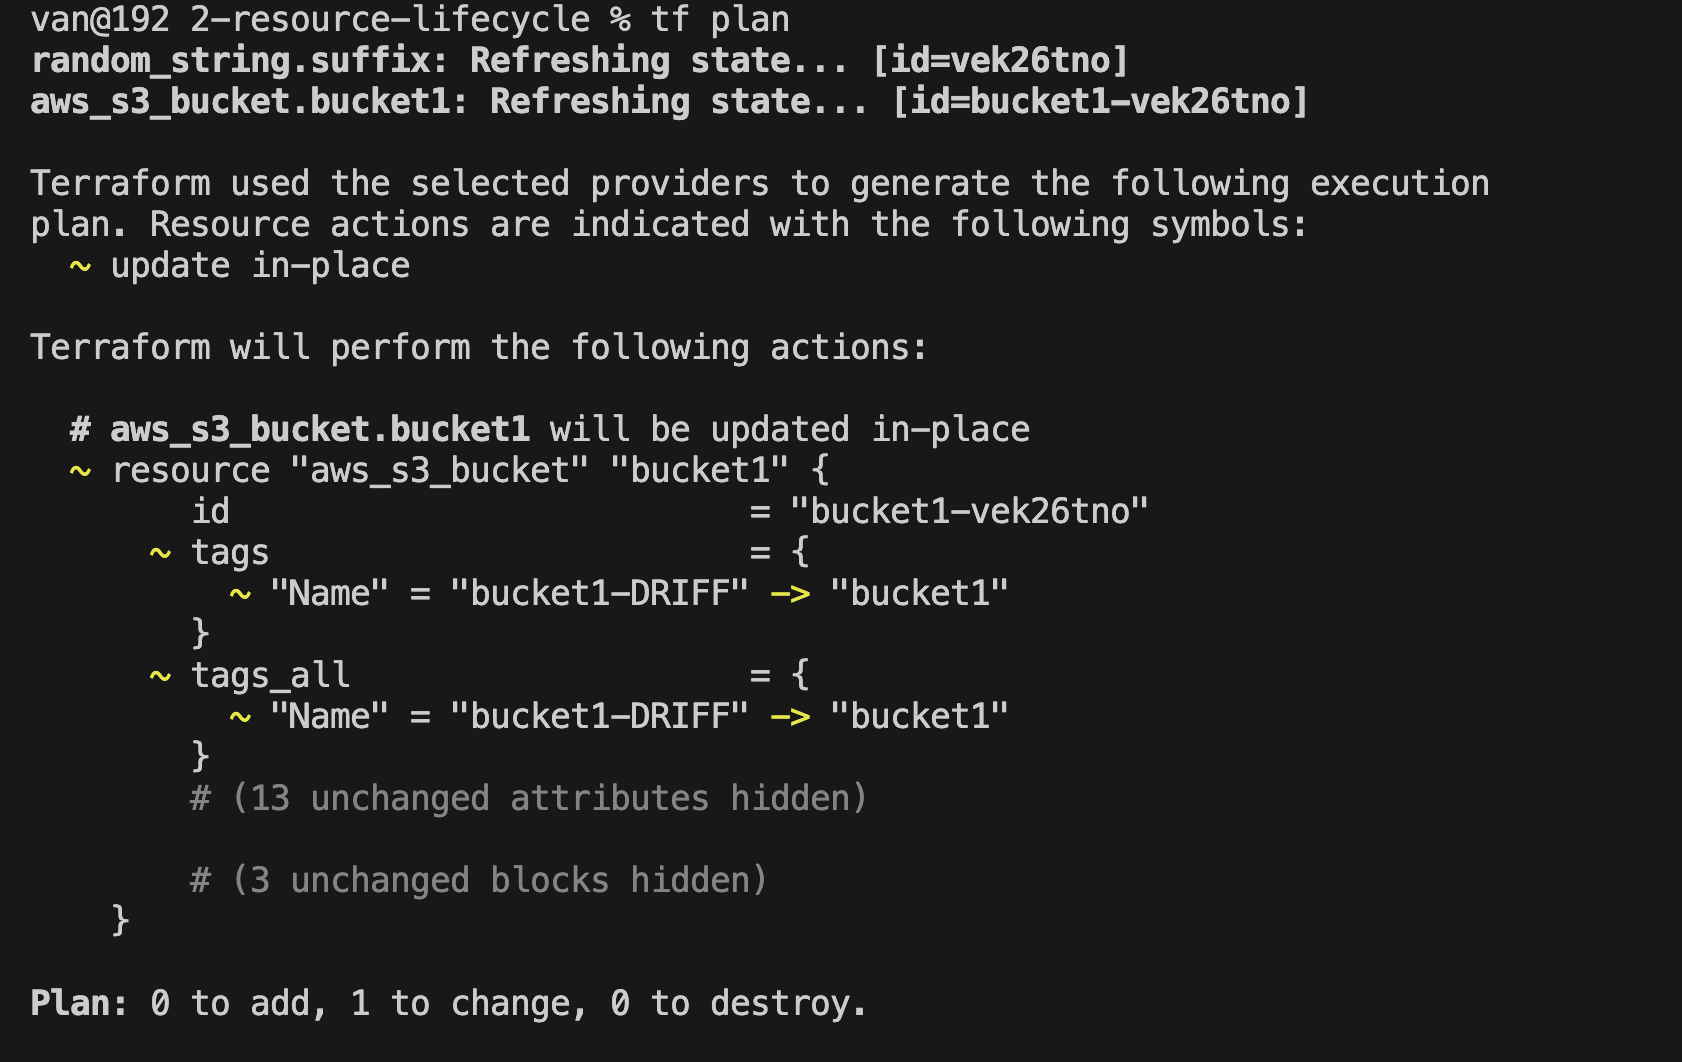 van@192 2-resource-lifecycle % tf plan
random_string.suffix: Refreshing state... [id=vek26tno]
aws_s3_bucket.bucket1: Refreshing state... [id=bucket1-vek26tno]
Terraform used the selected providers to generate the following execution
plan. Resource actions are indicated with the following symbols:
  ~ update in-place
Terraform will perform the following actions:
  # aws_s3_bucket.bucket1 will be updated in-place
  ~ resource "aws_s3_bucket" "bucket1" {
        id                          = "bucket1-vek26tno"
      ~ tags                        = {
          ~ "Name" = "bucket1-DRIFF" -> "bucket1"
        }
      ~ tags_all                    = {
          ~ "Name" = "bucket1-DRIFF" -> "bucket1"
        }
        # (13 unchanged attributes hidden)
        # (3 unchanged blocks hidden)
    }
Plan: 0 to add, 1 to change, 0 to destroy.